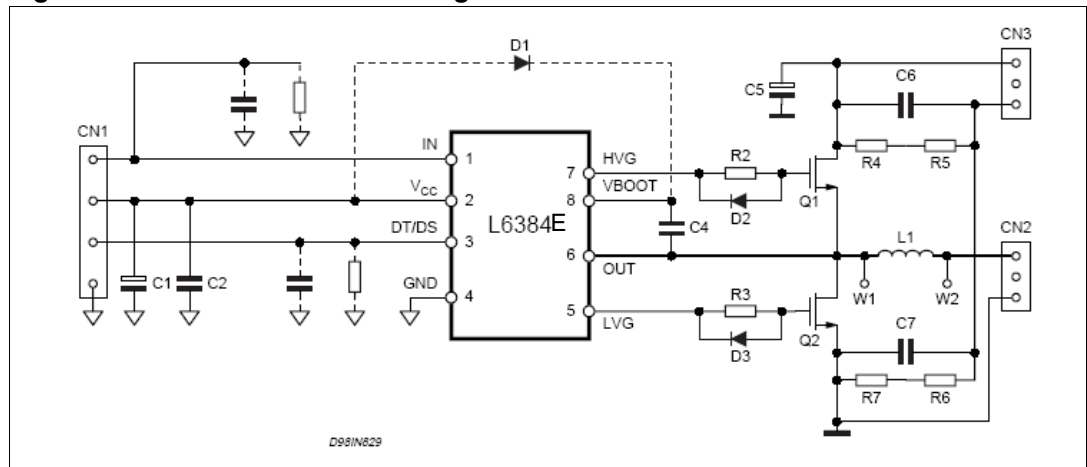 D1
CN3
C5
C6
CN1
IN
1
7
HVG
R2
R4
R5
VCC
2
8
VBOOT
D2
Q1
L6384E
C4
DT/DS
3
6
OUT
L1
CN2
W1
W2
C1
C2
GND
4
5
LVG
R3
D3
Q2
C7
R7
R6
D98IN829